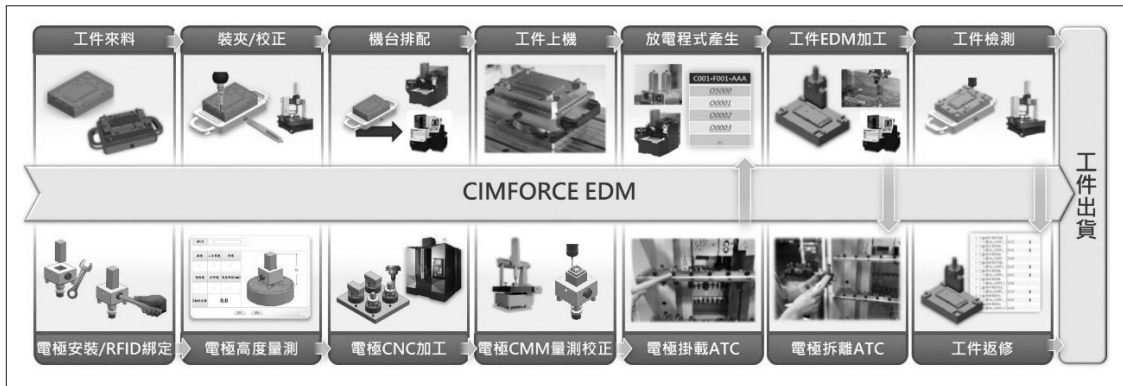 工件來料
裝夾/校正
機台排配
工件上機
放電程式產生
工件EDM加工
工件檢測
C001-F001-AAA
O5000
O0001
O0002
O0003
...
CIMFORCE EDM
工件出貨
0.0
電極安裝/RFID綁定
電極高度量測
電極CNC加工
電極CMM量測校正
電極掛載ATC
電極拆離ATC
工件返修